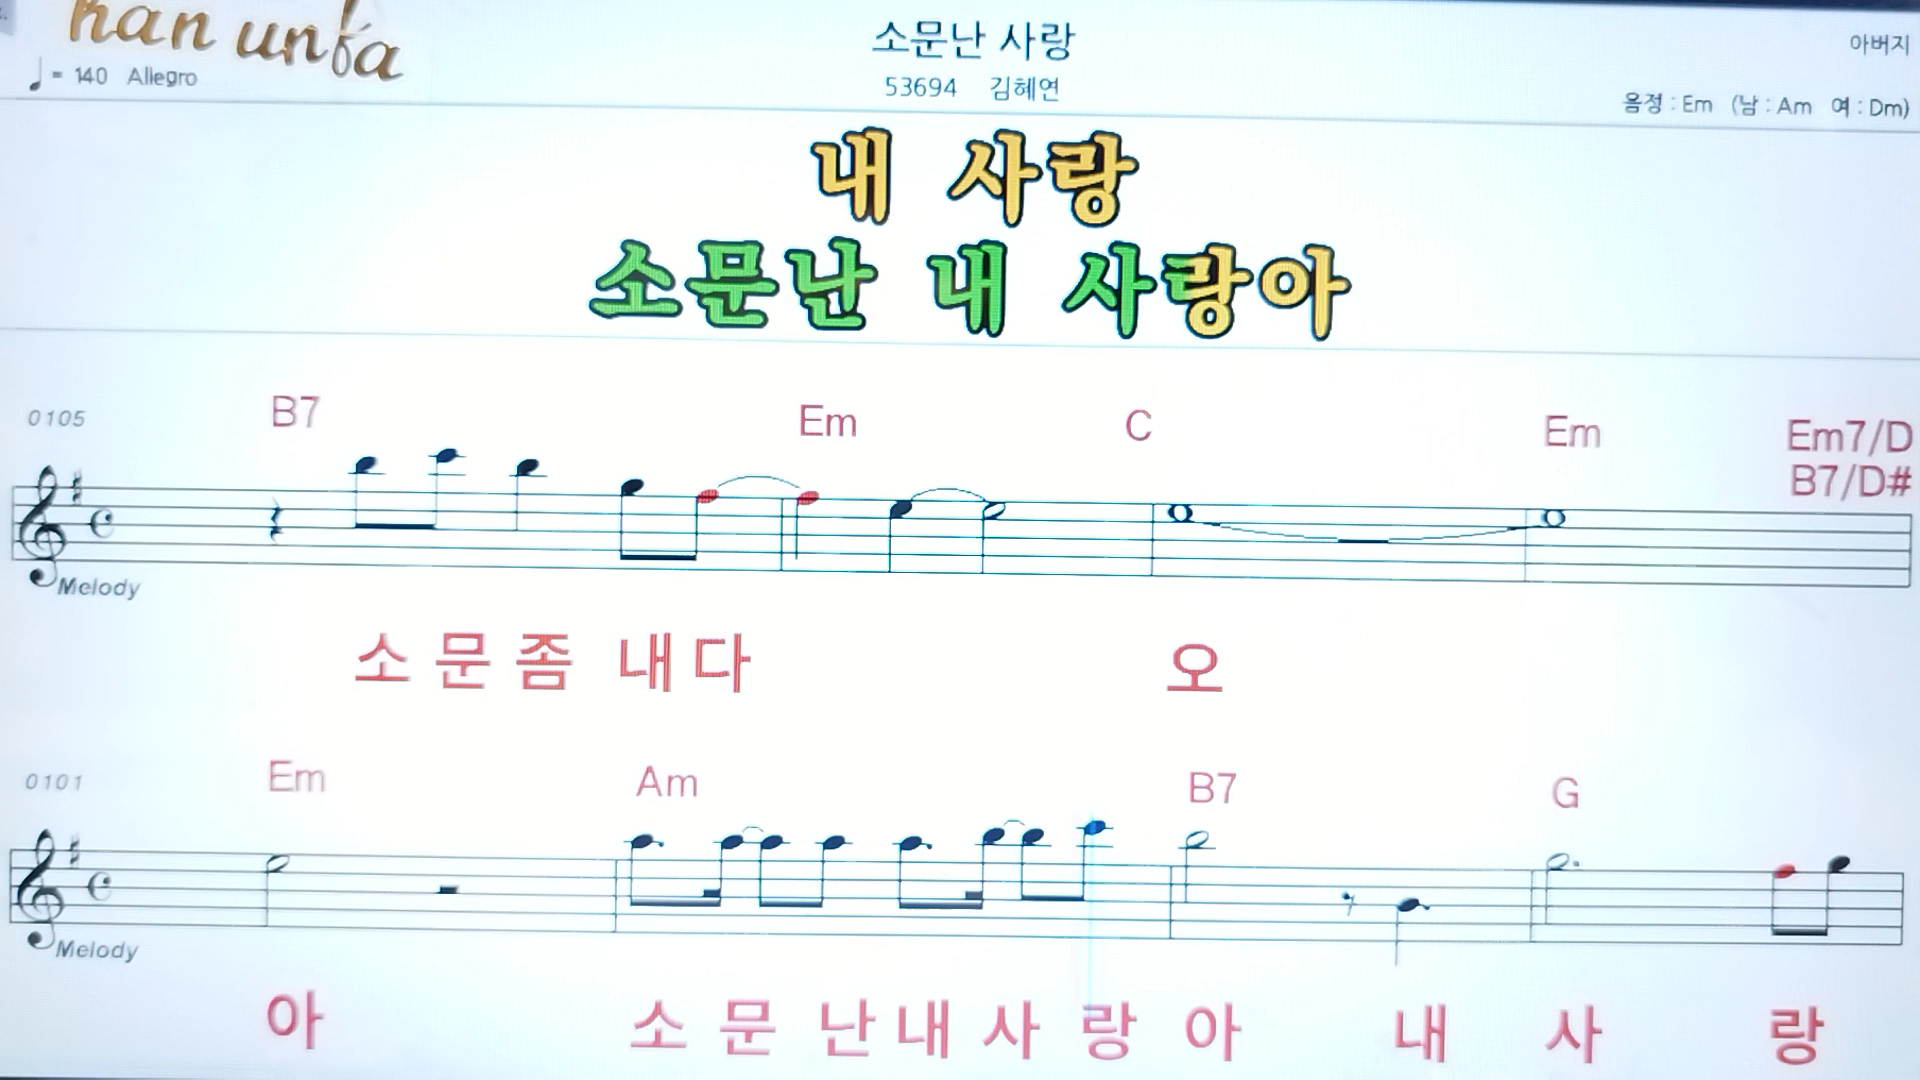 han unfa
소문난 사랑
아버지
♩= 140 Allegro
53694 김혜연
음정 : Em (남 : Am 여 : Dm)
내 사랑
소문난 내 사랑아
0105 B7 Em C Em Em7/D
B7/D#
Melody
소 문 좀 내 다 오
0101 Em Am B7 G
Melody
아 소 문 난 내 사 랑 아 내 사 랑